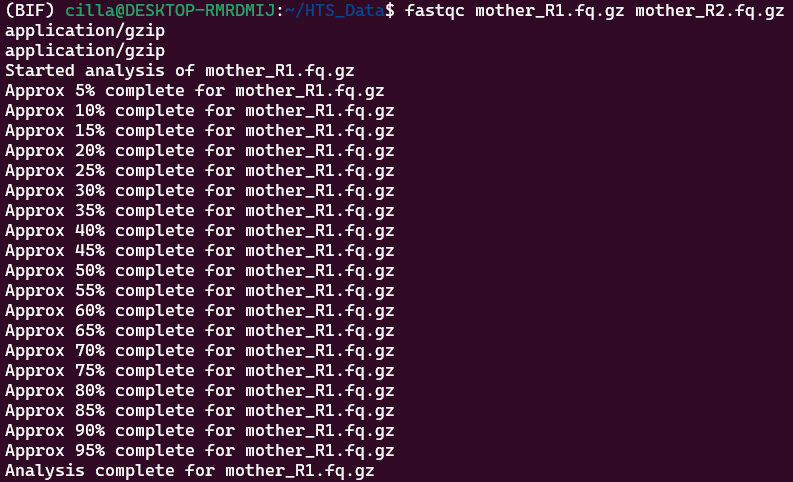 (BIF) cilla@DESKTOP-RMRDMIJ:~/HTS_Data$ fastqc mother_R1.fq.gz mother_R2.fq.gz
application/gzip
application/gzip
Started analysis of mother_R1.fq.gz
Approx 5% complete for mother_R1.fq.gz
Approx 10% complete for mother_R1.fq.gz
Approx 15% complete for mother_R1.fq.gz
Approx 20% complete for mother_R1.fq.gz
Approx 25% complete for mother_R1.fq.gz
Approx 30% complete for mother_R1.fq.gz
Approx 35% complete for mother_R1.fq.gz
Approx 40% complete for mother_R1.fq.gz
Approx 45% complete for mother_R1.fq.gz
Approx 50% complete for mother_R1.fq.gz
Approx 55% complete for mother_R1.fq.gz
Approx 60% complete for mother_R1.fq.gz
Approx 65% complete for mother_R1.fq.gz
Approx 70% complete for mother_R1.fq.gz
Approx 75% complete for mother_R1.fq.gz
Approx 80% complete for mother_R1.fq.gz
Approx 85% complete for mother_R1.fq.gz
Approx 90% complete for mother_R1.fq.gz
Approx 95% complete for mother_R1.fq.gz
Analysis complete for mother_R1.fq.gz